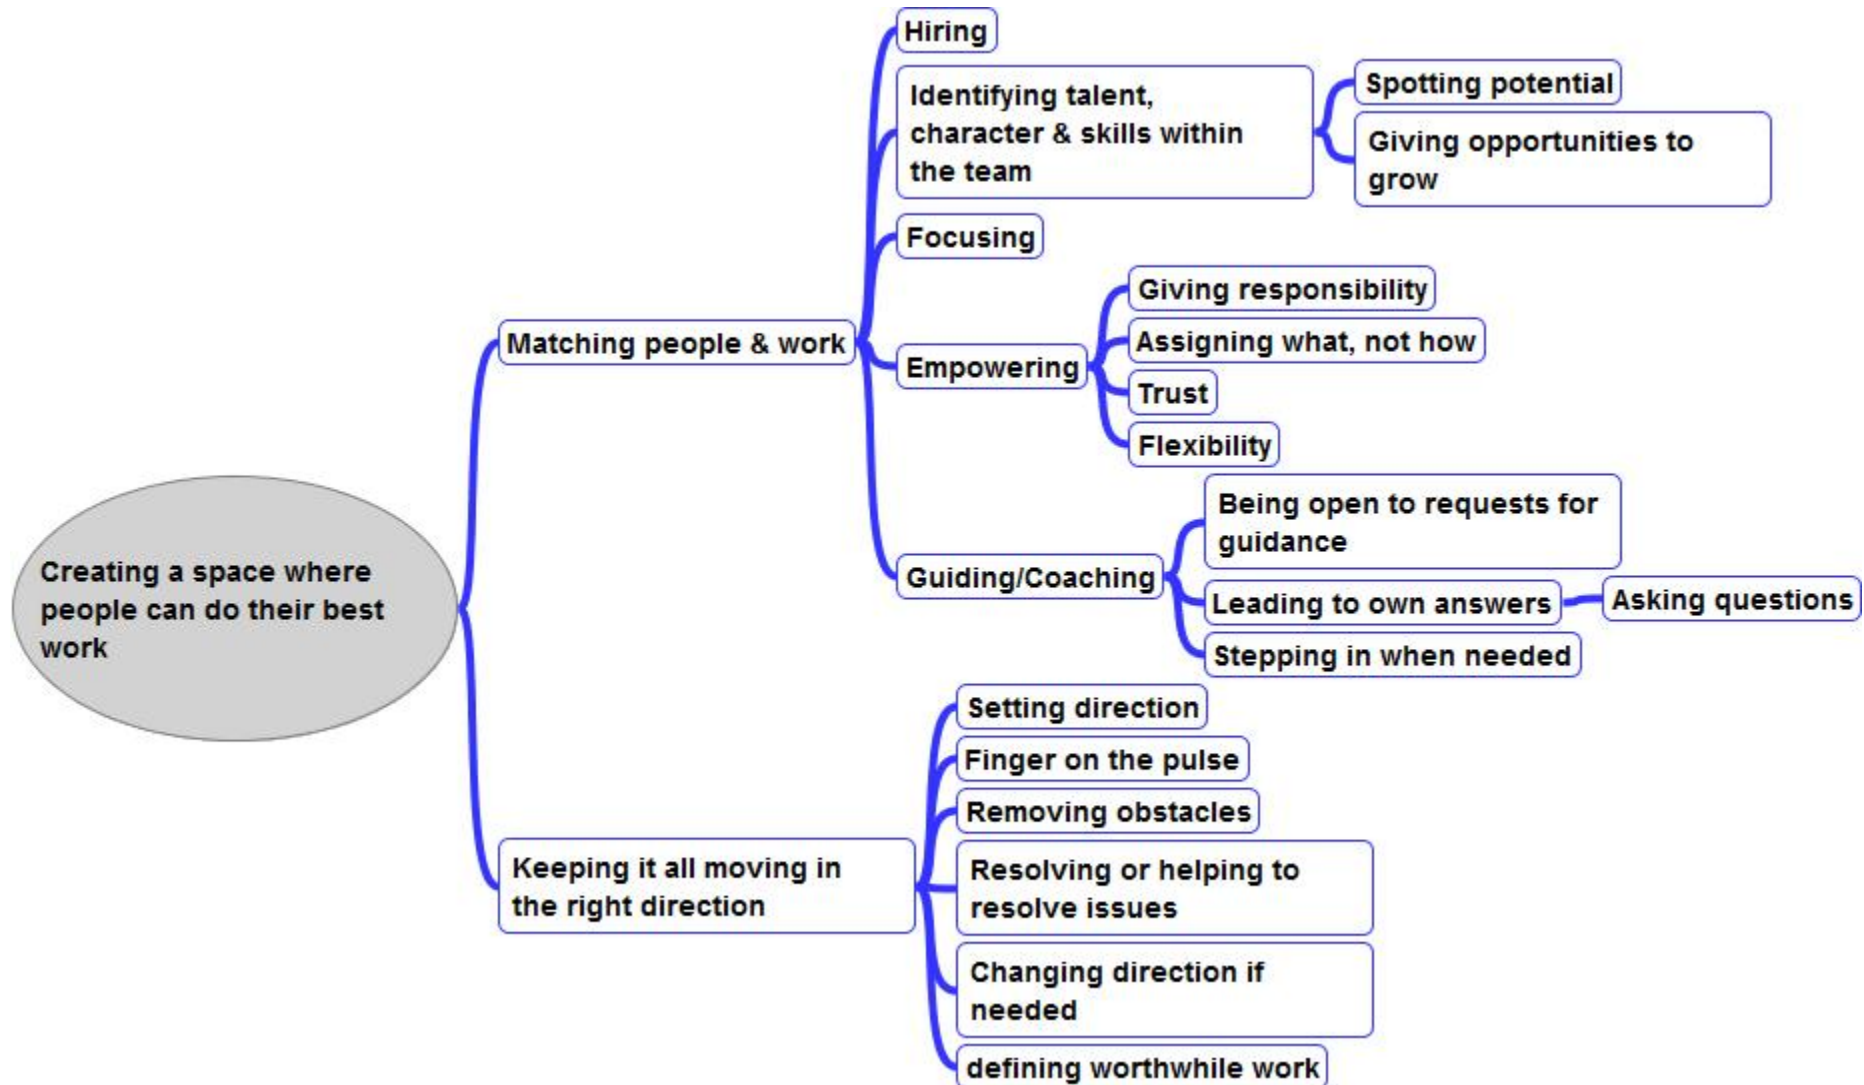 Creating a space where
people can do their best
work
Matching people & work
Hiring
Identifying talent,
character & skills within
the team
Spotting potential
Giving opportunities to
grow
Focusing
Empowering
Giving responsibility
Assigning what, not how
Trust
Flexibility
Guiding/Coaching
Being open to requests for
guidance
Leading to own answers
Asking questions
Stepping in when needed
Keeping it all moving in
the right direction
Setting direction
Finger on the pulse
Removing obstacles
Resolving or helping to
resolve issues
Changing direction if
needed
defining worthwhile work